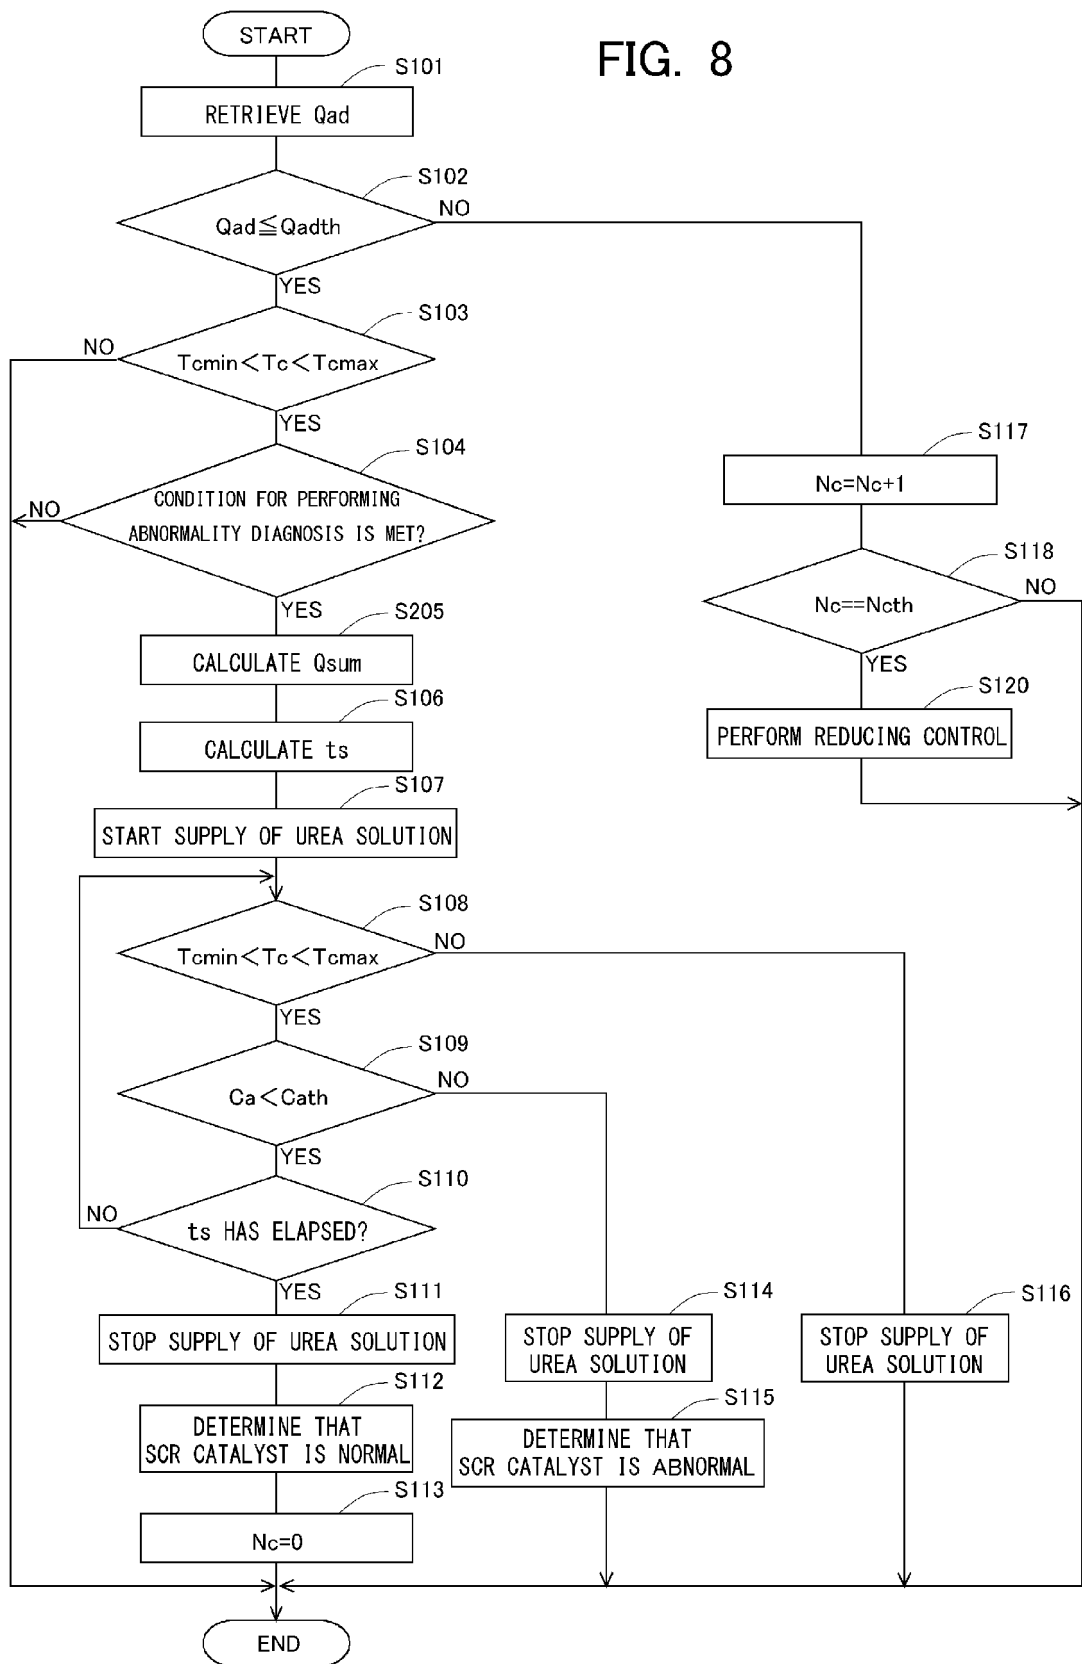 START
FIG. 8
S101
RETRIEVE Qad
S102
Qad≦Qadth
NO
YES
S103
NO
Tcmin<Tc<Tcmax
YES
S104
NO
CONDITION FOR PERFORMING
ABNORMALITY DIAGNOSIS IS MET?
YES
S117
Nc=Nc+1
S118
Nc==Ncth
NO
YES
S120
PERFORM REDUCING CONTROL
S205
CALCULATE Qsum
S106
CALCULATE ts
S107
START SUPPLY OF UREA SOLUTION
S108
Tcmin<Tc<Tcmax
NO
YES
S109
Ca<Cath
NO
YES
S110
NO
ts HAS ELAPSED?
YES
S111
STOP SUPPLY OF UREA SOLUTION
S112
DETERMINE THAT
SCR CATALYST IS NORMAL
S113
Nc=0
S114
STOP SUPPLY OF
UREA SOLUTION
S115
DETERMINE THAT
SCR CATALYST IS ABNORMAL
S116
STOP SUPPLY OF
UREA SOLUTION
END